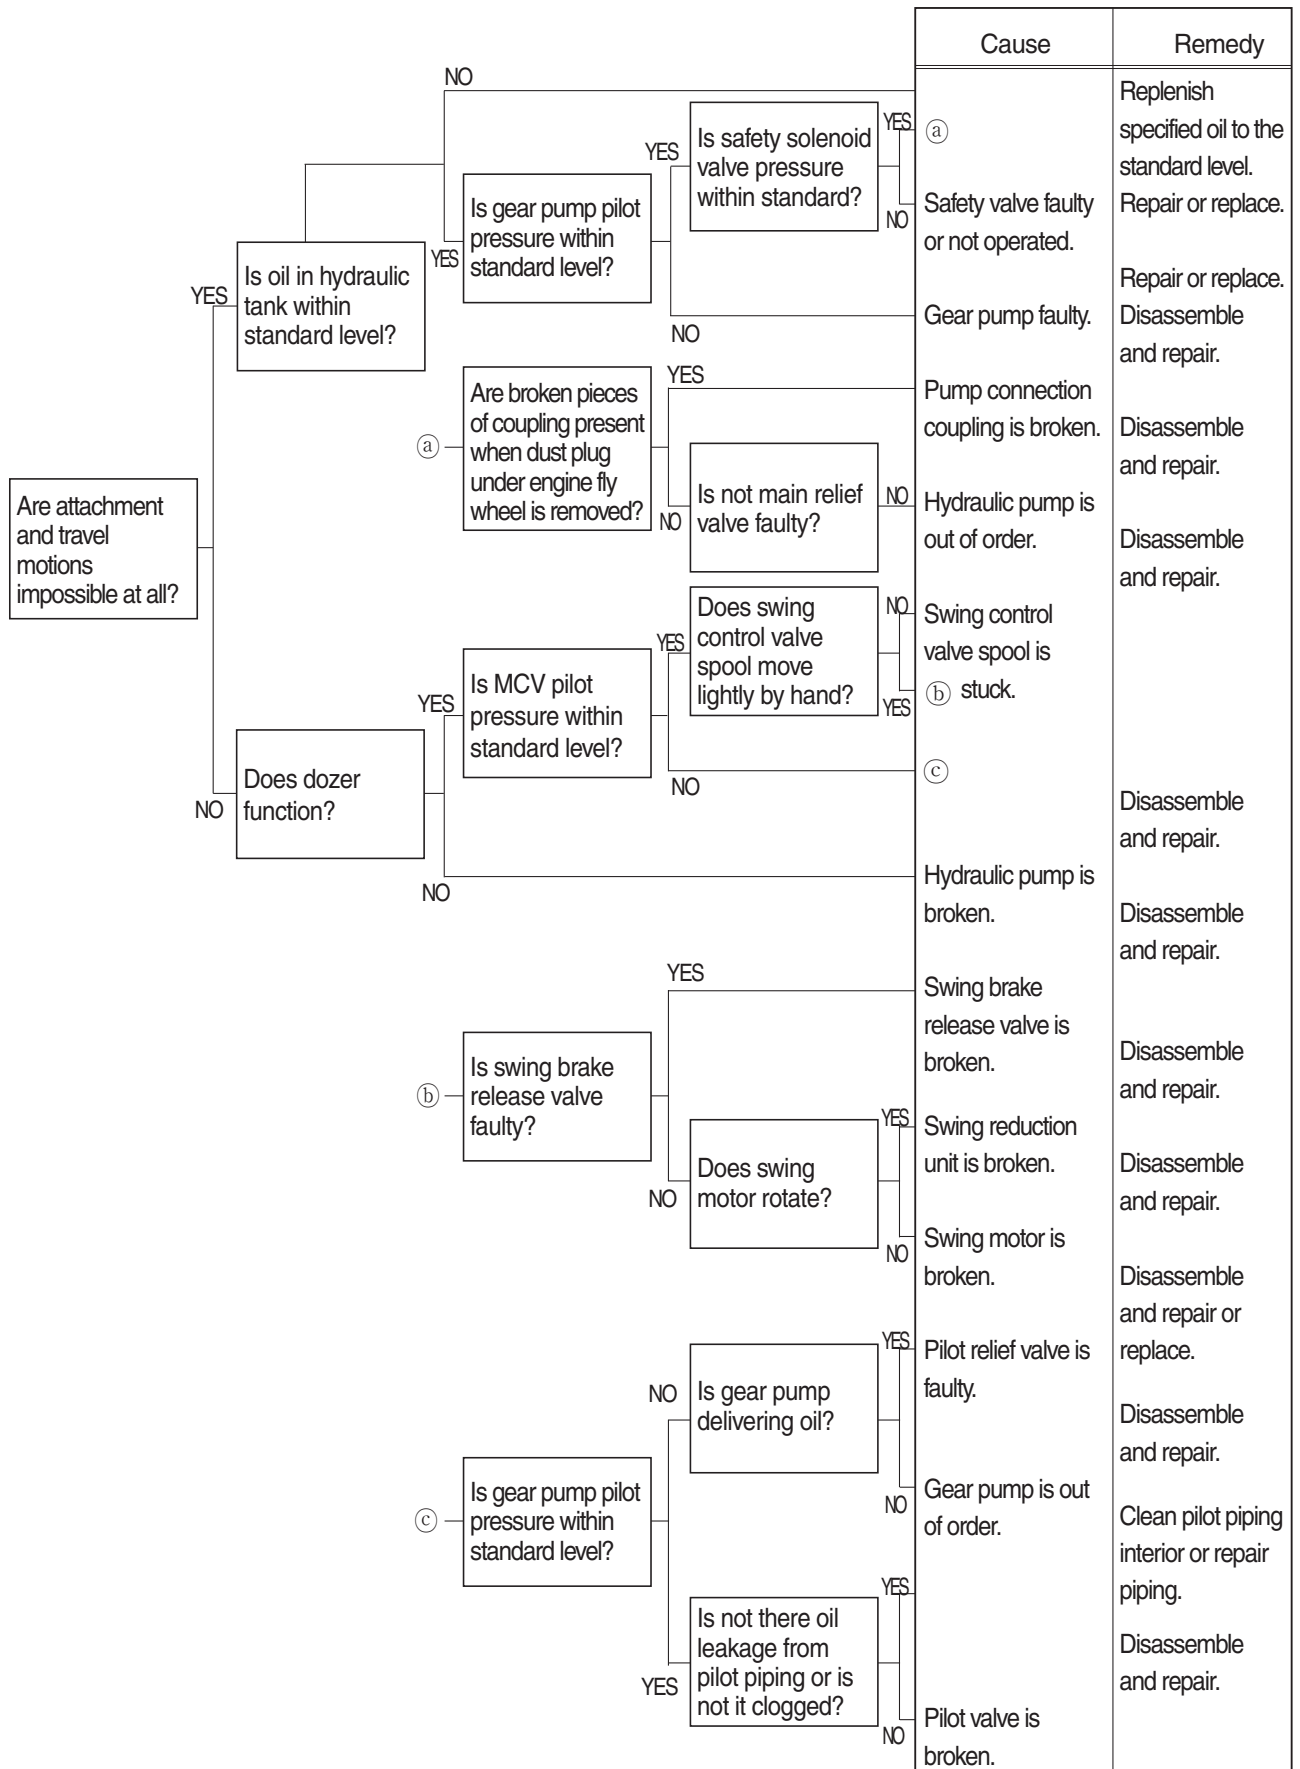 Cause
Remedy
NO
Replenish
specified oil to the
standard level.
YES
Is safety solenoid
valve pressure
within standard?
YES
ⓐ
NO
Safety valve faulty
or not operated.
Repair or replace.
Is gear pump pilot
pressure within
standard level?
YES
YES
Is oil in hydraulic
tank within
standard level?
NO
Gear pump faulty.
Repair or replace.
Disassemble
and repair.
ⓐ
Are broken pieces
of coupling present
when dust plug
under engine fly
wheel is removed?
YES
Pump connection
coupling is broken.
Disassemble
and repair.
NO
Is not main relief
valve faulty?
NO
Hydraulic pump is
out of order.
Disassemble
and repair.
Are attachment
and travel
motions
impossible at all?
Does swing
control valve
spool move
lightly by hand?
NO
Swing control
valve spool is
ⓑ stuck.
YES
YES
YES
Is MCV pilot
pressure within
standard level?
NO
ⓒ
NO
Does dozer
function?
Disassemble
and repair.
NO
Hydraulic pump is
broken.
Disassemble
and repair.
YES
Swing brake
release valve is
broken.
Disassemble
and repair.
ⓑ
Is swing brake
release valve
faulty?
NO
Does swing
motor rotate?
YES
Swing reduction
unit is broken.
Disassemble
and repair.
NO
Swing motor is
broken.
Disassemble
and repair or
replace.
NO
Is gear pump
delivering oil?
YES
Pilot relief valve is
faulty.
Disassemble
and repair.
NO
Gear pump is out
of order.
Clean pilot piping
interior or repair
piping.
ⓒ
Is gear pump pilot
pressure within
standard level?
YES
Is not there oil
leakage from
pilot piping or is
not it clogged?
YES
Disassemble
and repair.
NO
Pilot valve is
broken.